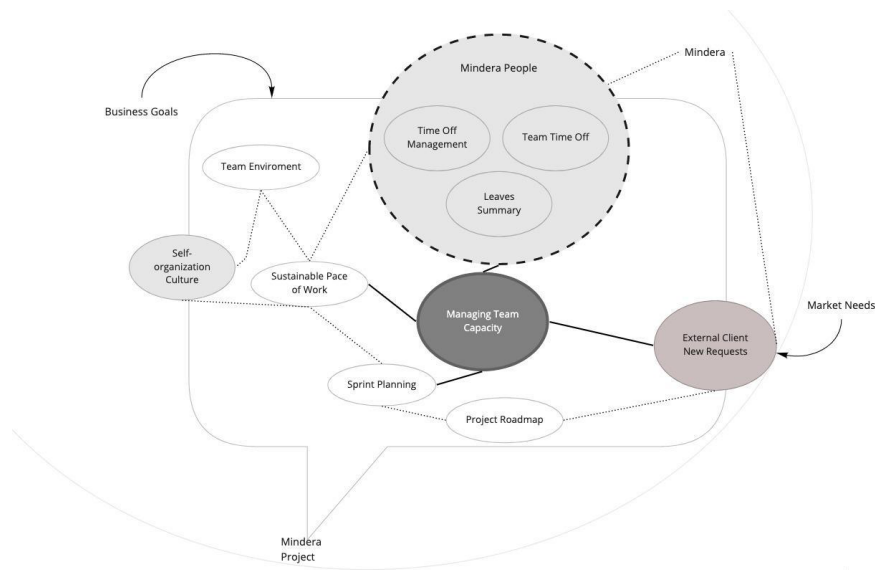 Mindera
Mindera People
Business Goals
Time Off
Management
Team Time Off
Team Enviroment
Leaves
Summary
Self-
organization
Culture
Sustainable Pace
of Work
Market Needs
Managing Team
Capacity
External Client
New Requests
Sprint Planning
Project Roadmap
Mindera
Project